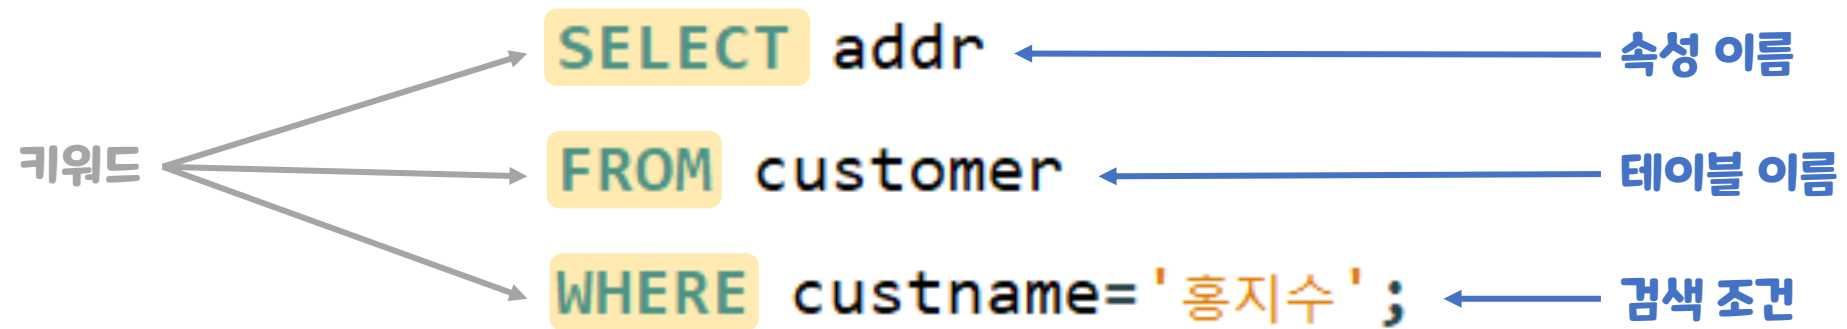 SELECT addr
속성 이름
키워드
FROM customer
테이블 이름
WHERE custname='홍지수';
검색 조건